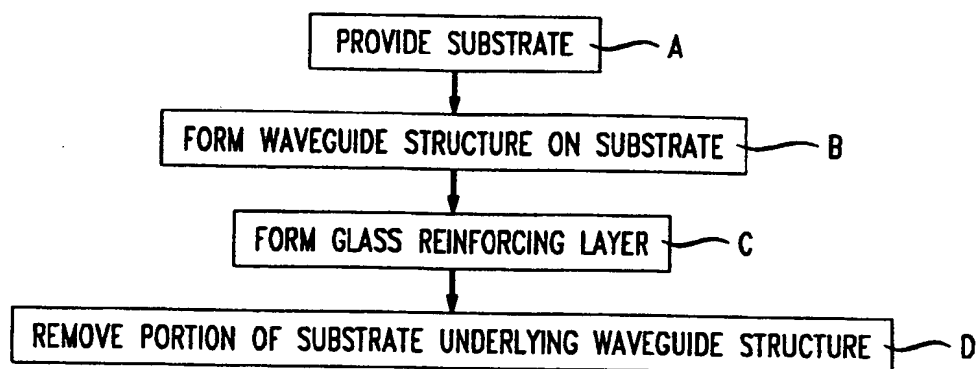 PROVIDE SUBSTRATE A
FORM WAVEGUIDE STRUCTURE ON SUBSTRATE B
FORM GLASS REINFORCING LAYER C
REMOVE PORTION OF SUBSTRATE UNDERLYING WAVEGUIDE STRUCTURE D